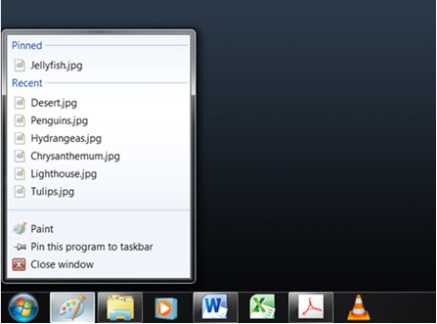 Pinned
Jellyfish.jpg
Recent
Desert.jpg
Penguins.jpg
Hydrangeas.jpg
Chrysanthemum.jpg
Lighthouse.jpg
Tulips.jpg
Paint
Pin this program to taskbar
Close window
W
X